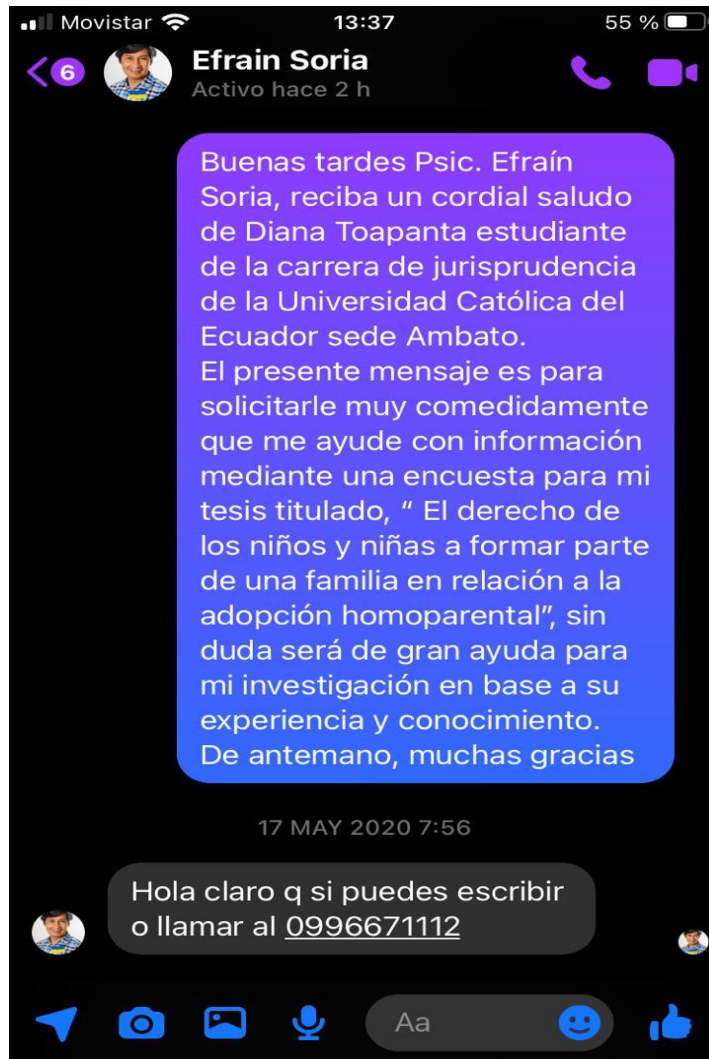 Movistar 13:37 55 %
6 Efrain Soria
Activo hace 2 h
Buenas tardes Psic. Efraín
Soria, reciba un cordial saludo
de Diana Toapanta estudiante
de la carrera de jurisprudencia
de la Universidad Católica del
Ecuador sede Ambato.
El presente mensaje es para
solicitarle muy comedidamente
que me ayude con información
mediante una encuesta para mi
tesis titulado, “ El derecho de
los niños y niñas a formar parte
de una familia en relación a la
adopción homoparental”, sin
duda será de gran ayuda para
mi investigación en base a su
experiencia y conocimiento.
De antemano, muchas gracias
17 MAY 2020 7:56
Hola claro q si puedes escribir
o llamar al 0996671112
Aa